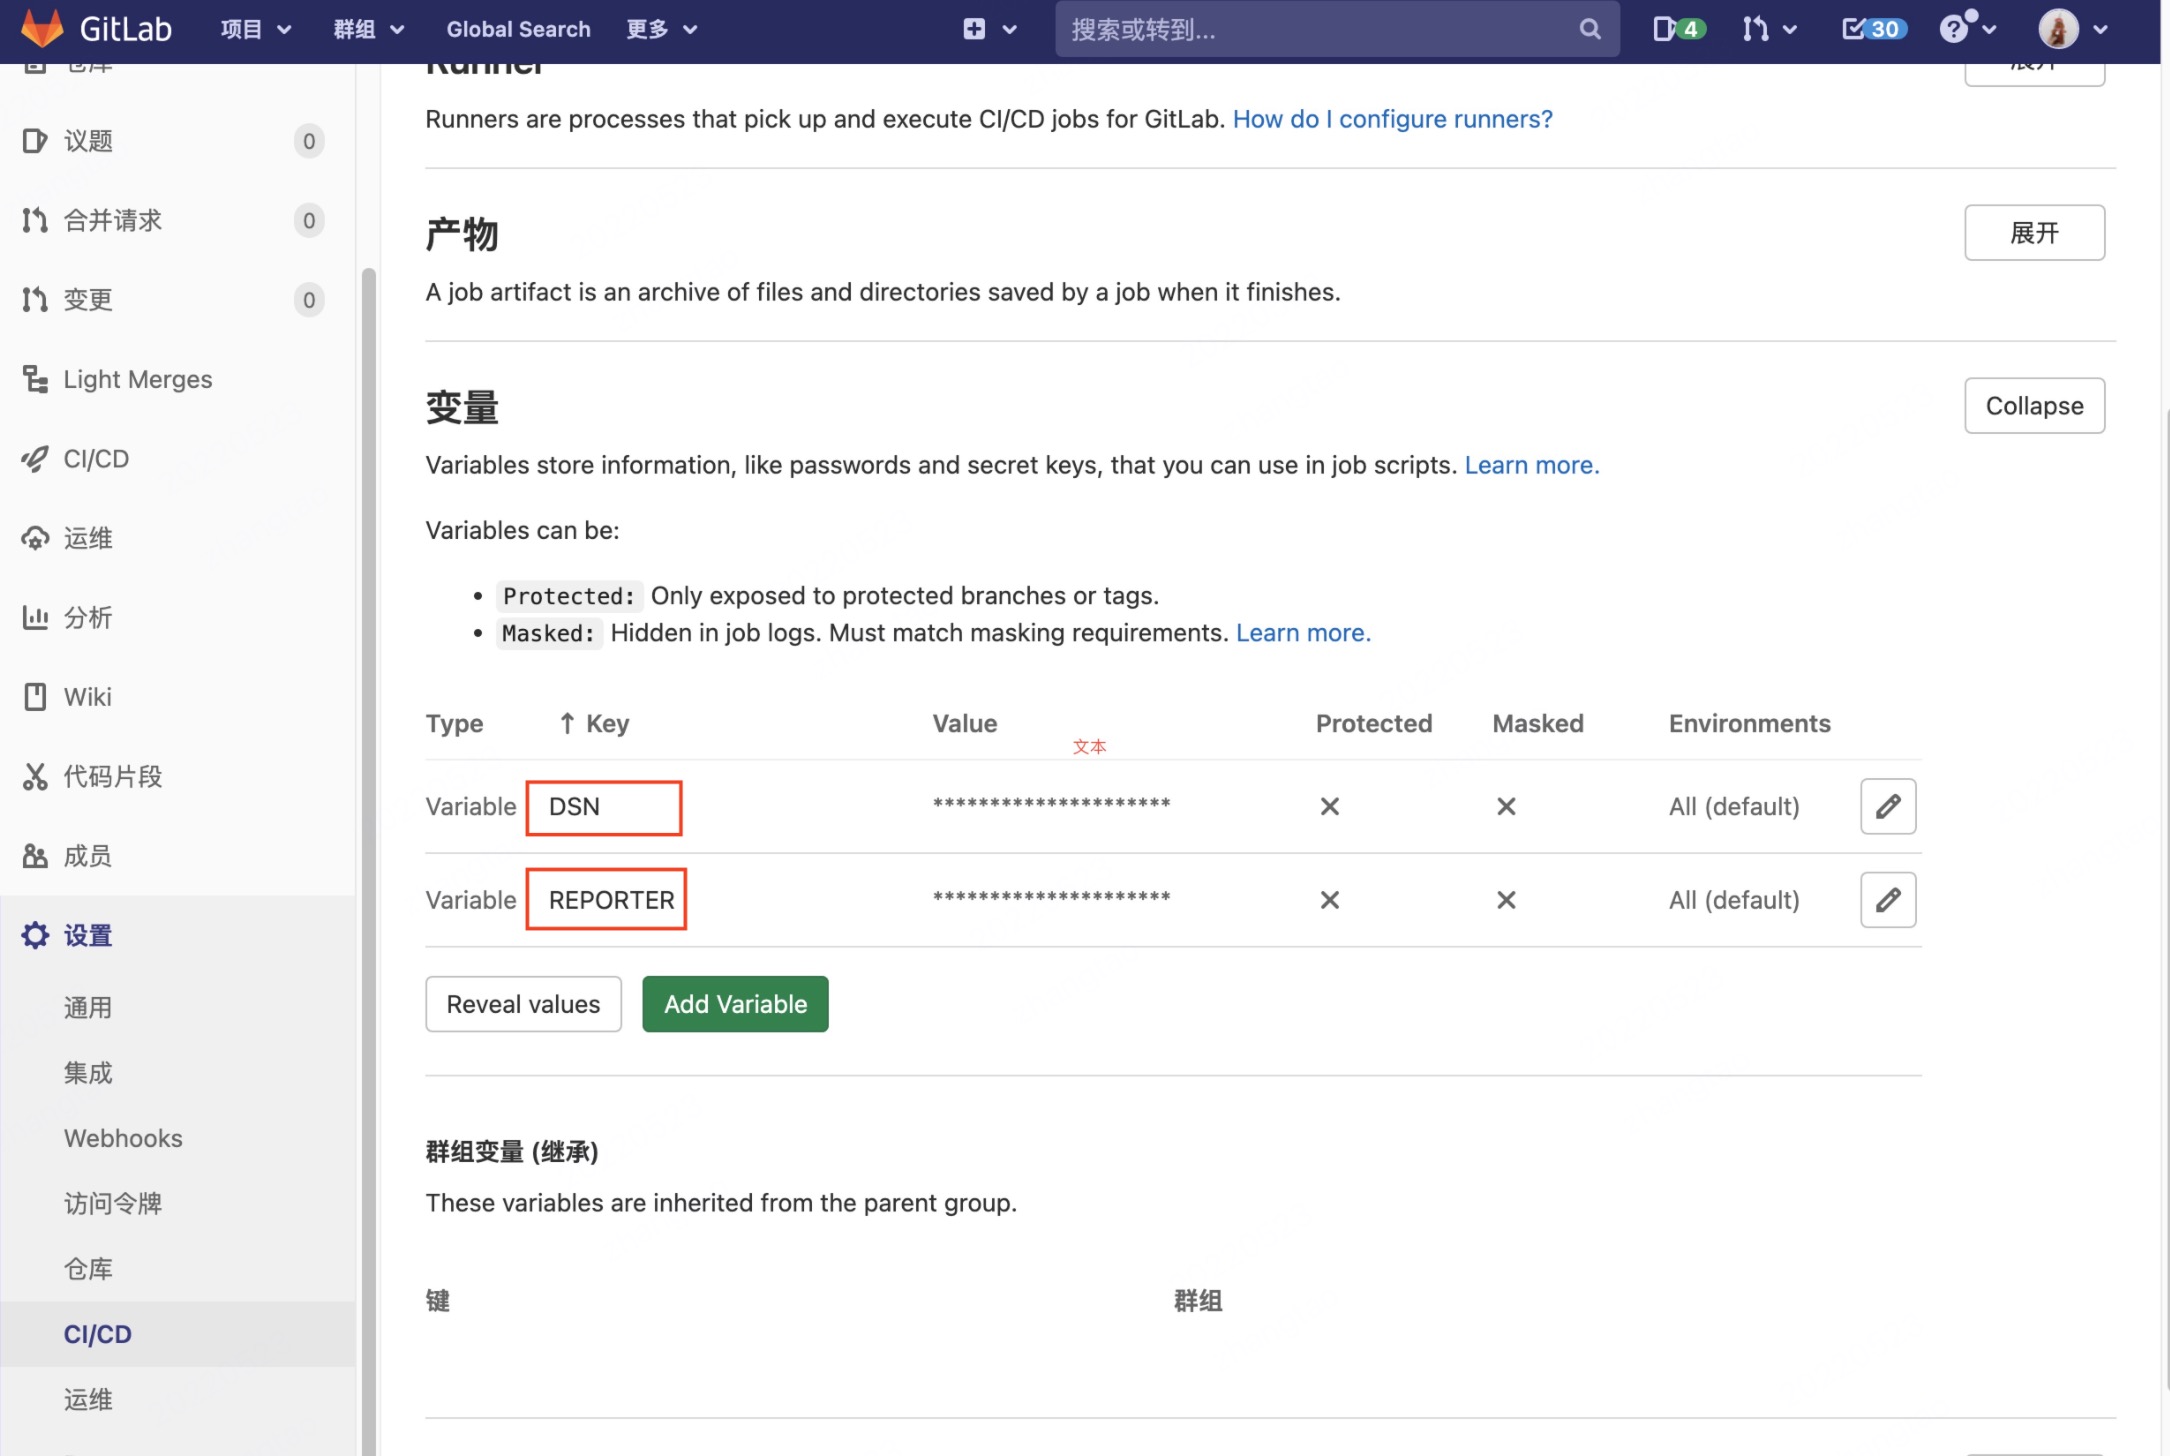 GitLab 项目 群组 Global Search 更多 搜索或转到... 4 30
仓库
议题 0
合并请求 0
变更 0
Light Merges
CI/CD
运维
分析
Wiki
代码片段
成员
设置
通用
集成
Webhooks
访问令牌
仓库
CI/CD
运维
Runner 展开
Runners are processes that pick up and execute CI/CD jobs for GitLab. How do I configure runners?
产物 展开
A job artifact is an archive of files and directories saved by a job when it finishes.
变量 Collapse
Variables store information, like passwords and secret keys, that you can use in job scripts. Learn more.
Variables can be:
• Protected: Only exposed to protected branches or tags.
• Masked: Hidden in job logs. Must match masking requirements. Learn more.
Type ↑ Key Value Protected Masked Environments
文本
Variable DSN ********************* ✕ ✕ All (default)
Variable REPORTER ********************* ✕ ✕ All (default)
Reveal values Add Variable
群组变量 (继承)
These variables are inherited from the parent group.
键 群组